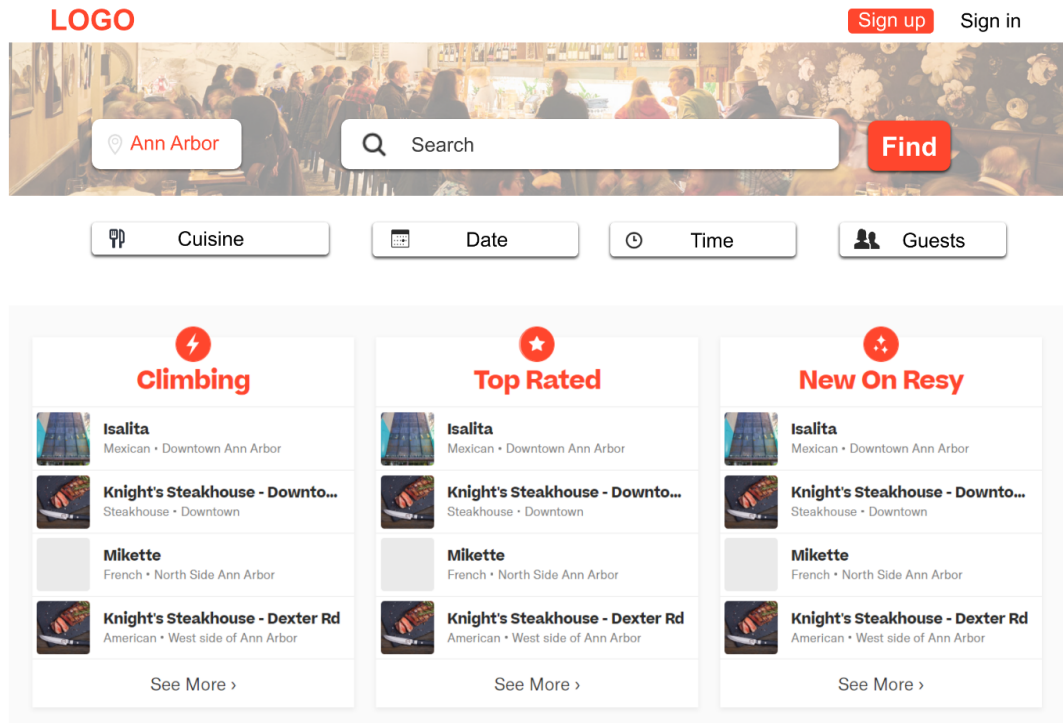 LOGO
Sign up
Sign in
Ann Arbor
Search
Find
Cuisine
Date
Time
Guests
Climbing
Isalita
Mexican • Downtown Ann Arbor
Knight's Steakhouse - Downto...
Steakhouse • Downtown
Mikette
French • North Side Ann Arbor
Knight's Steakhouse - Dexter Rd
American • West side of Ann Arbor
See More ›
Top Rated
Isalita
Mexican • Downtown Ann Arbor
Knight's Steakhouse - Downto...
Steakhouse • Downtown
Mikette
French • North Side Ann Arbor
Knight's Steakhouse - Dexter Rd
American • West side of Ann Arbor
See More ›
New On Resy
Isalita
Mexican • Downtown Ann Arbor
Knight's Steakhouse - Downto...
Steakhouse • Downtown
Mikette
French • North Side Ann Arbor
Knight's Steakhouse - Dexter Rd
American • West side of Ann Arbor
See More ›